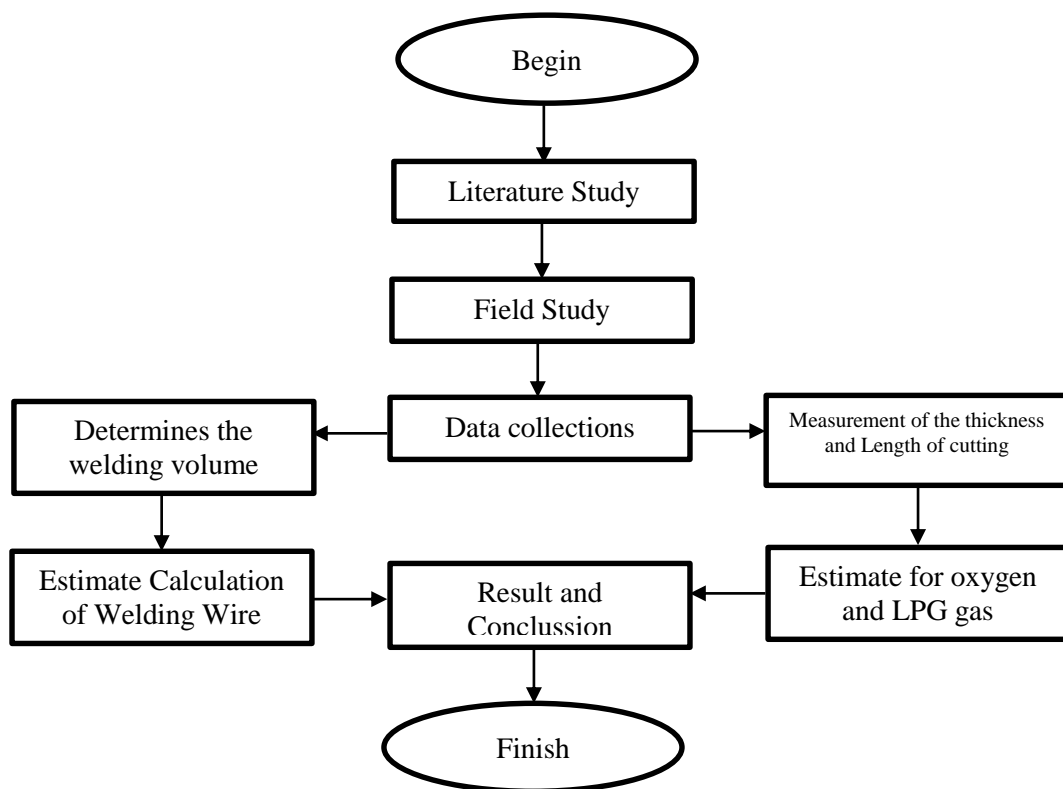 Begin
Literature Study
Field Study
Determines the
welding volume
Data collections
Measurement of the thickness
and Length of cutting
Estimate Calculation
of Welding Wire
Result and
Conclussion
Estimate for oxygen
and LPG gas
Finish